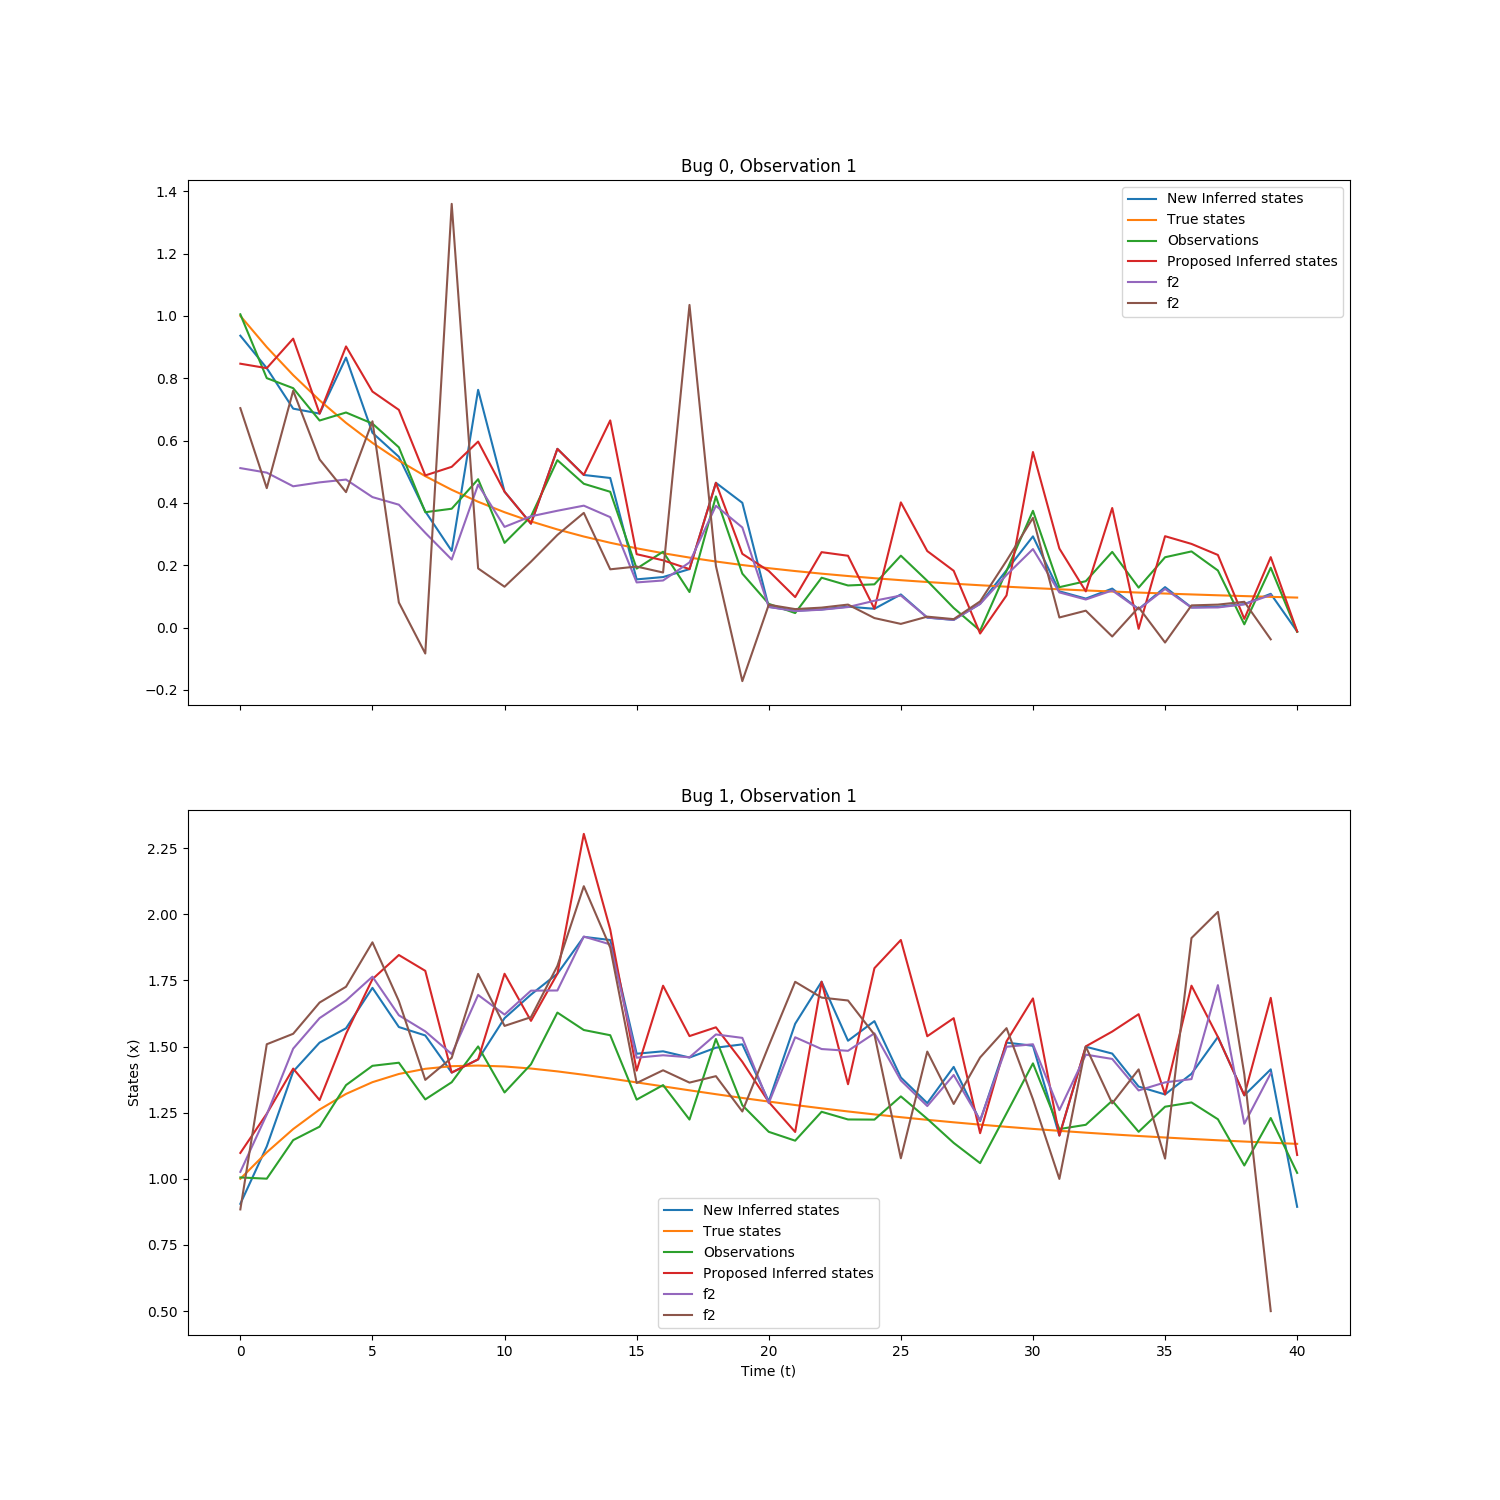 Bug 0, Observation 1
1.4
1.2
1.0
0.8
0.6
0.4
0.2
0.0
−0.2
New Inferred states
True states
Observations
Proposed Inferred states
f2
f2
Bug 1, Observation 1
States (x)
2.25
2.00
1.75
1.50
1.25
1.00
0.75
0.50
New Inferred states
True states
Observations
Proposed Inferred states
f2
f2
0 5 10 15 20 25 30 35 40
Time (t)